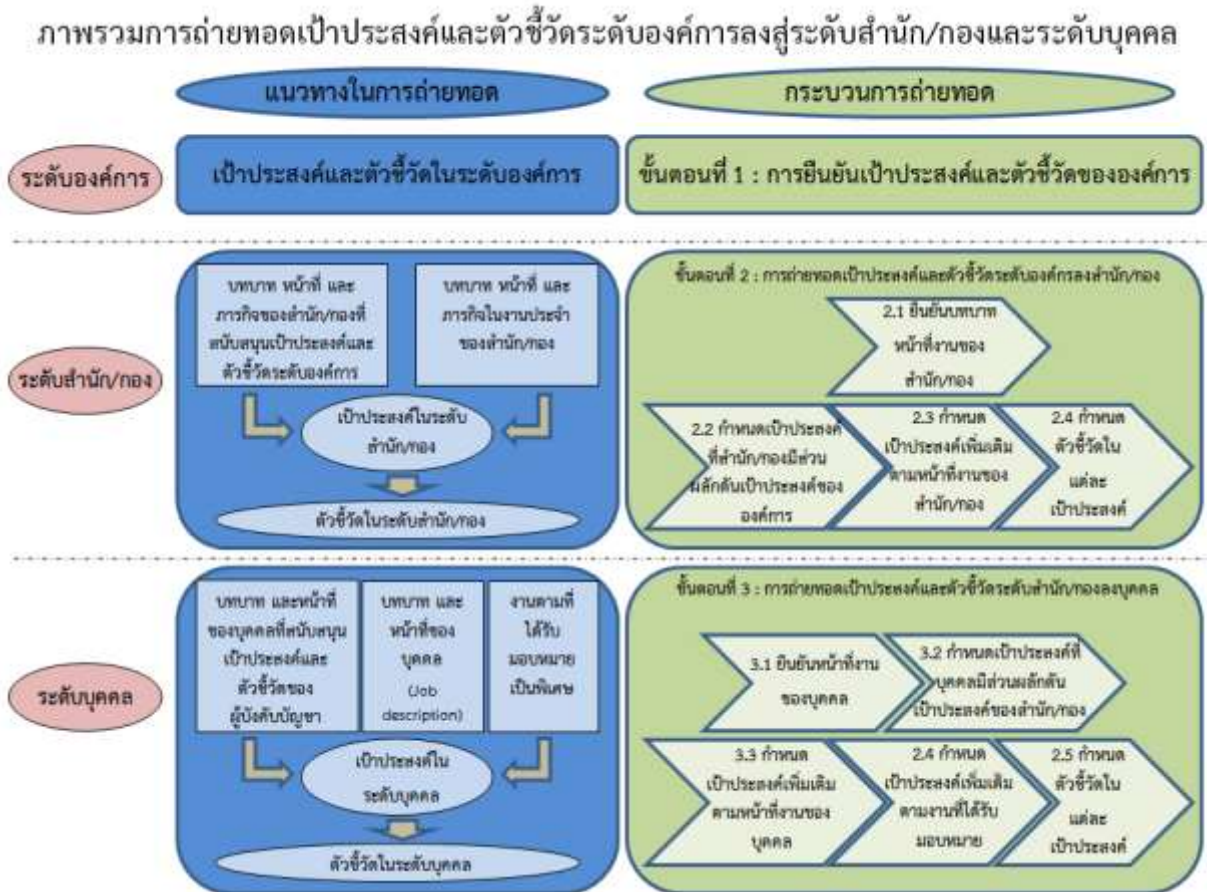 ภาพรวมการถ่ายทอดเป้าประสงค์และตัวชี้วัดระดับองค์การลงสู่ระดับสำนัก/กองและระดับบุคคล
แนวทางในการถ่ายทอด
กระบวนการถ่ายทอด
ระดับองค์การ
เป้าประสงค์และตัวชี้วัดในระดับองค์การ
ขั้นตอนที่ 1 : การยืนยันเป้าประสงค์และตัวชี้วัดขององค์การ
ระดับสำนัก/กอง
บทบาท หน้าที่ และ
ภารกิจของสำนัก/กองที่
สนับสนุนเป้าประสงค์และ
ตัวชี้วัดระดับองค์การ
บทบาท หน้าที่ และ
ภารกิจในงานประจำ
ของสำนัก/กอง
เป้าประสงค์ในระดับ
สำนัก/กอง
ตัวชี้วัดในระดับสำนัก/กอง
ขั้นตอนที่ 2 : การถ่ายทอดเป้าประสงค์และตัวชี้วัดระดับองค์กรลงสำนัก/กอง
2.1 ยืนยันบทบาท
หน้าที่งานของ
สำนัก/กอง
2.2 กำหนดเป้าประสงค์
ที่สำนัก/กองมีส่วน
ผลักดันเป้าประสงค์ของ
องค์การ
2.3 กำหนด
เป้าประสงค์เพิ่มเติม
ตามหน้าที่งานของ
สำนัก/กอง
2.4 กำหนด
ตัวชี้วัดใน
แต่ละ
เป้าประสงค์
ระดับบุคคล
บทบาท และหน้าที่
ของบุคคลที่สนับสนุน
เป้าประสงค์และ
ตัวชี้วัดของ
ผู้บังคับบัญชา
บทบาท และ
หน้าที่ของ
บุคคล
(Job
description)
งานตามที่
ได้รับ
มอบหมาย
เป็นพิเศษ
เป้าประสงค์ใน
ระดับบุคคล
ตัวชี้วัดในระดับบุคคล
ขั้นตอนที่ 3 : การถ่ายทอดเป้าประสงค์และตัวชี้วัดระดับสำนัก/กองลงบุคคล
3.1 ยืนยันหน้าที่งาน
ของบุคคล
3.2 กำหนดเป้าประสงค์ที่
บุคคลมีส่วนผลักดัน
เป้าประสงค์ของสำนัก/กอง
3.3 กำหนด
เป้าประสงค์เพิ่มเติม
ตามหน้าที่งานของ
บุคคล
2.4 กำหนด
เป้าประสงค์เพิ่มเติม
ตามงานที่ได้รับ
มอบหมาย
2.5 กำหนด
ตัวชี้วัดใน
แต่ละ
เป้าประสงค์